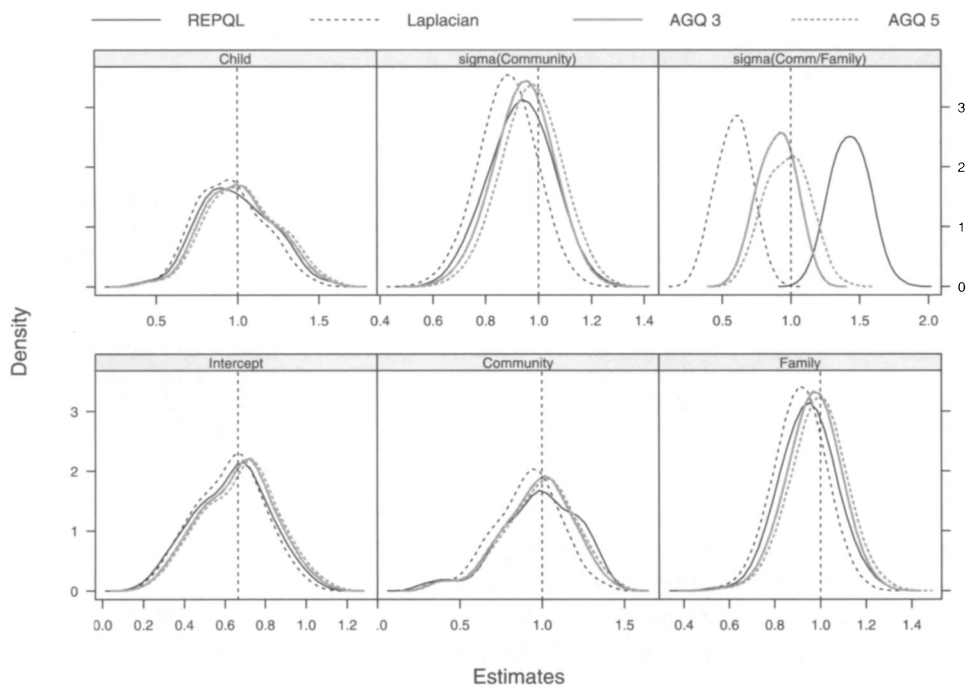 REPQL Laplacian AGQ 3 AGQ 5
Child sigma(Community) sigma(Comm/Family)
3
2
1
0
0.5 1.0 1.5 0.4 0.6 0.8 1.0 1.2 1.4 0.5 1.0 1.5 2.0
Density
Intercept Community Family
3
2
1
0
0.0 0.2 0.4 0.6 0.8 1.0 1.2 .0 0.5 1.0 1.5 0.4 0.6 0.8 1.0 1.2 1.4
Estimates